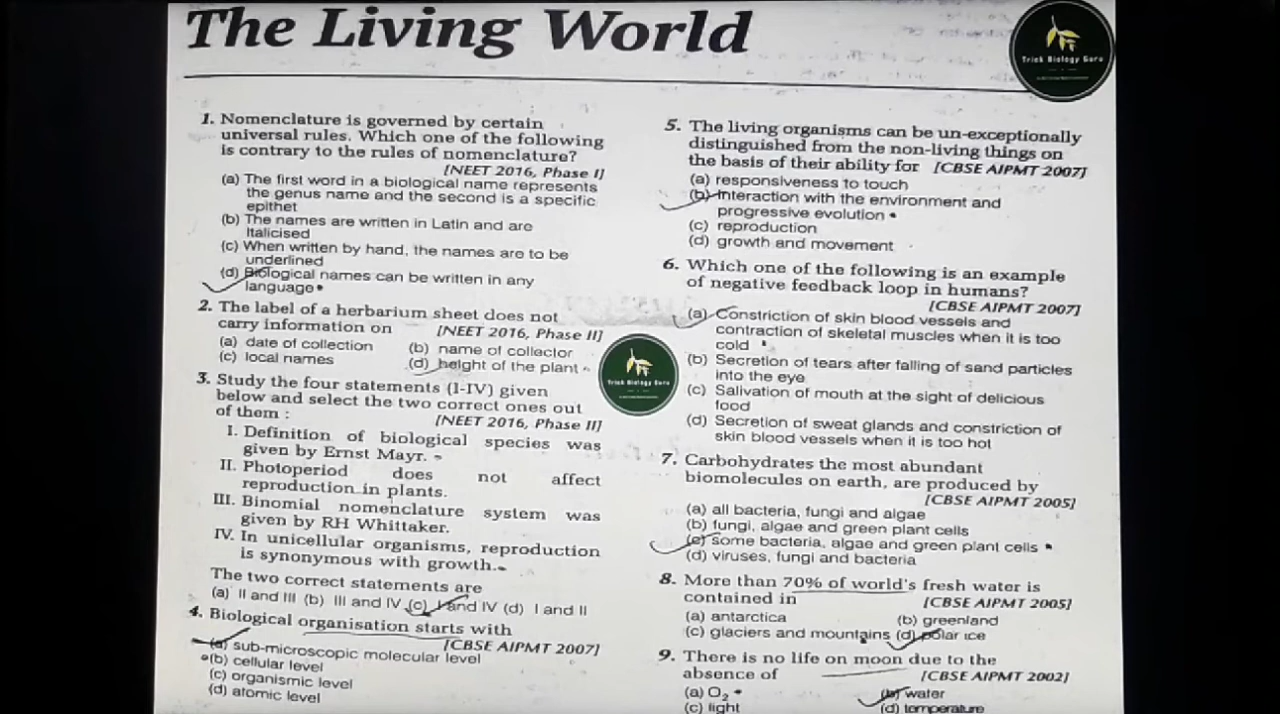 The Living World
Trick Biology Guru
1. Nomenclature is governed by certain
universal rules. Which one of the following
is contrary to the rules of nomenclature?
[NEET 2016, Phase I]
(a) The first word in a biological name represents
the genus name and the second is a specific
epithet
(b) The names are written in Latin and are
Italicised
(c) When written by hand, the names are to be
underlined
(d) Biological names can be written in any
language
2. The label of a herbarium sheet does not
carry information on [NEET 2016, Phase II]
(a) date of collection (b) name of collector
(c) local names (d) height of the plant
3. Study the four statements (I-IV) given
below and select the two correct ones out
of them :
[NEET 2016, Phase II]
I. Definition of biological species was
given by Ernst Mayr.
II. Photoperiod does not affect
reproduction in plants.
III. Binomial nomenclature system was
given by RH Whittaker.
IV. In unicellular organisms, reproduction
is synonymous with growth.
The two correct statements are
(a) II and III (b) III and IV (c) I and IV (d) I and II
4. Biological organisation starts with
[CBSE AIPMT 2007]
(a) sub-microscopic molecular level
(b) cellular level
(c) organismic level
(d) atomic level
Trick Biology Guru
5. The living organisms can be un-exceptionally
distinguished from the non-living things on
the basis of their ability for [CBSE AIPMT 2007]
(a) responsiveness to touch
(b) Interaction with the environment and
progressive evolution
(c) reproduction
(d) growth and movement
6. Which one of the following is an example
of negative feedback loop in humans?
[CBSE AIPMT 2007]
(a) Constriction of skin blood vessels and
contraction of skeletal muscles when it is too
cold
(b) Secretion of tears after falling of sand particles
into the eye
(c) Salivation of mouth at the sight of delicious
food
(d) Secretion of sweat glands and constriction of
skin blood vessels when it is too hot
7. Carbohydrates the most abundant
biomolecules on earth, are produced by
[CBSE AIPMT 2005]
(a) all bacteria, fungi and algae
(b) fungi, algae and green plant cells
(c) some bacteria, algae and green plant cells
(d) viruses, fungi and bacteria
8. More than 70% of world's fresh water is
contained in [CBSE AIPMT 2005]
(a) antarctica (b) greenland
(c) glaciers and mountains (d) polar ice
9. There is no life on moon due to the
absence of [CBSE AIPMT 2002]
(a) O₂ (b) water
(c) light (d) temperature